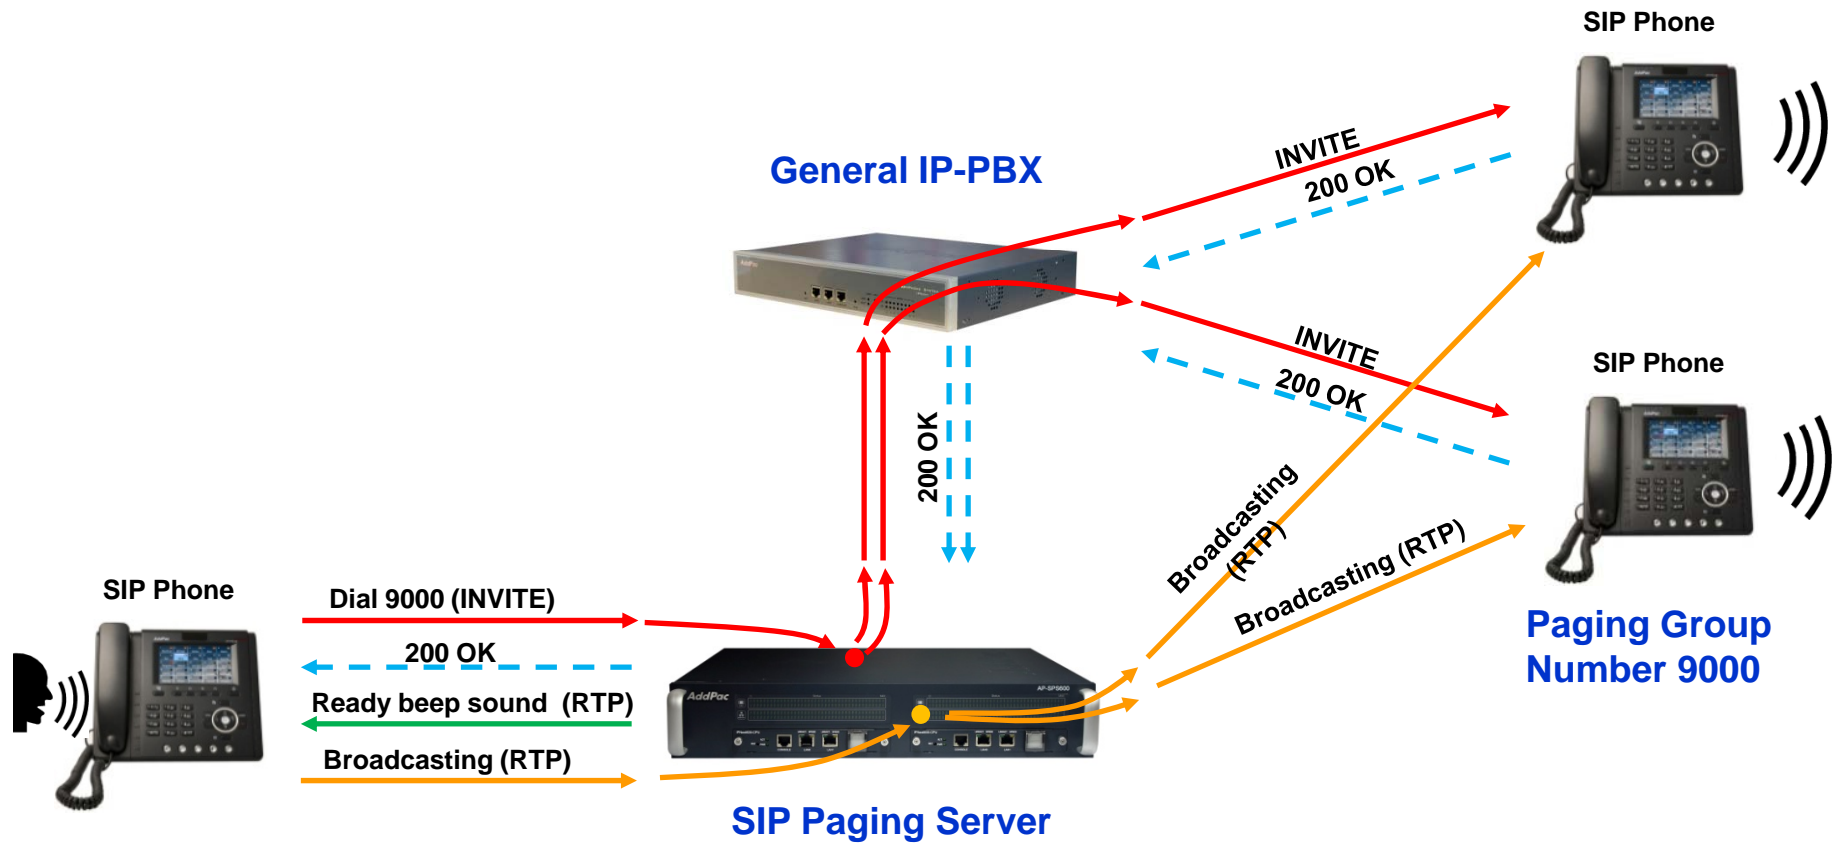 SIP Phone
INVITE
200 OK
General IP-PBX
INVITE
200 OK
SIP Phone
200 OK
Broadcasting
(RTP)
Broadcasting (RTP)
SIP Phone
Dial 9000 (INVITE)
200 OK
Ready beep sound (RTP)
Broadcasting (RTP)
AddPac
AP-SPS600
Paging Group
Number 9000
SIP Paging Server